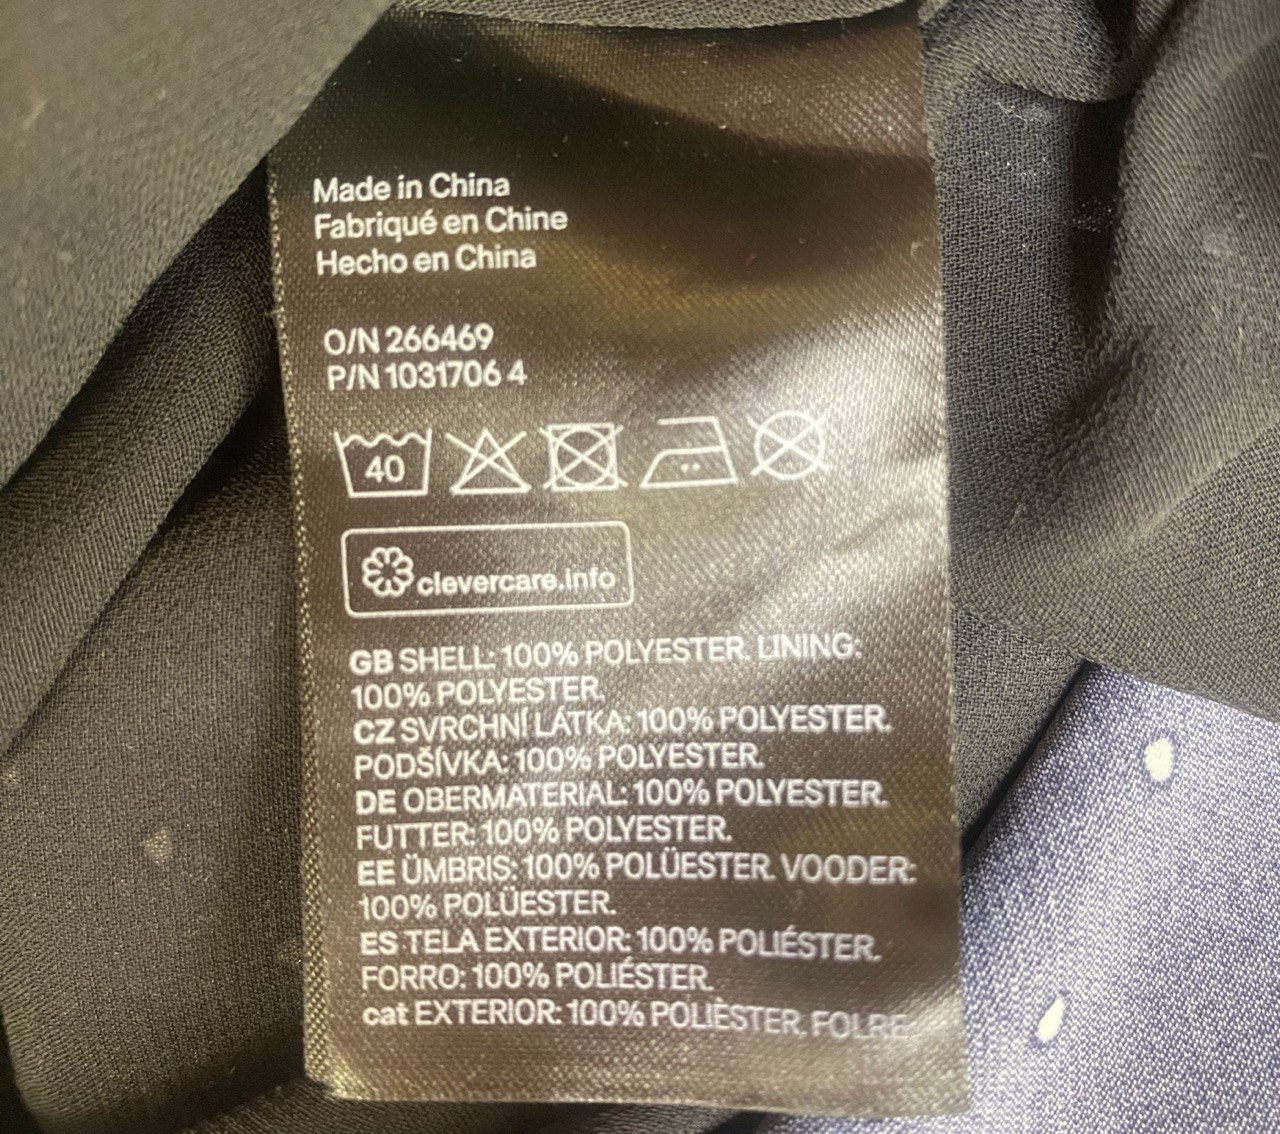 Made in China
Fabriqué en Chine
Hecho en China
O/N 266469
P/N 1031706 4
40
clevercare.info
GB SHELL: 100% POLYESTER. LINING:
100% POLYESTER.
CZ SVRCHNÍ LÁTKA: 100% POLYESTER.
PODŠÍVKA: 100% POLYESTER.
DE OBERMATERIAL: 100% POLYESTER.
FUTTER: 100% POLYESTER.
EE ÜMBRIS: 100% POLÜESTER. VOODER:
100% POLÜESTER.
ES TELA EXTERIOR: 100% POLIÉSTER.
FORRO: 100% POLIÉSTER.
cat EXTERIOR: 100% POLIÈSTER. FOLRE: